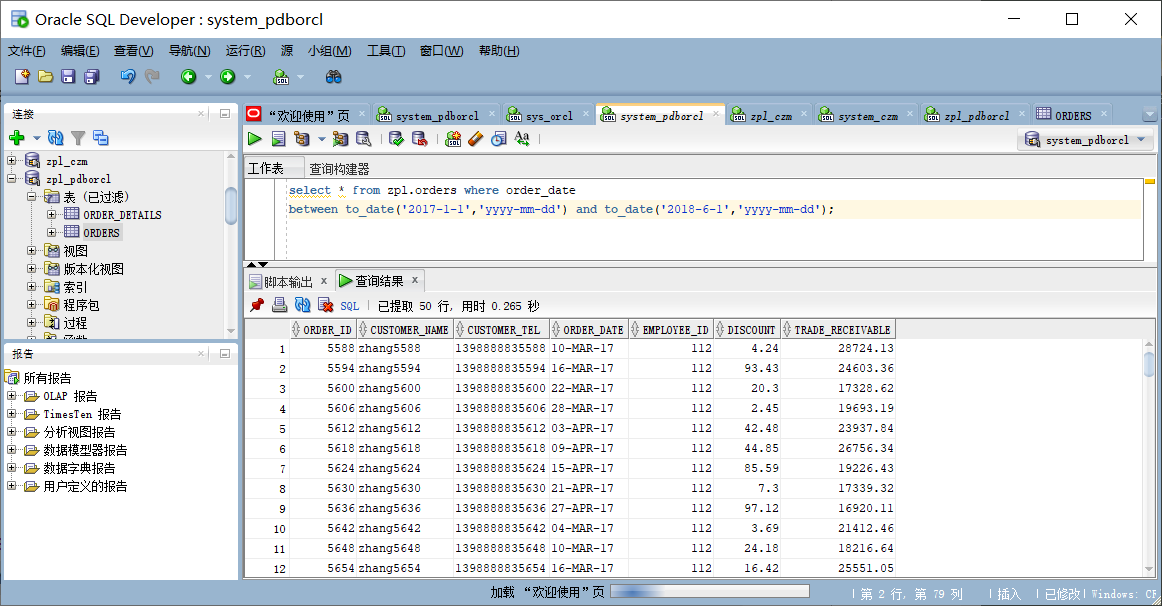 Oracle SQL Developer : system_pdborcl
文件(F) 编辑(E) 查看(V) 导航(N) 运行(R) 源 小组(M) 工具(T) 窗口(W) 帮助(H)
连接
zpl_czm
zpl_pdborcl
表 (已过滤)
ORDER_DETAILS
ORDERS
视图
版本化视图
索引
程序包
过程
报告
所有报告
OLAP 报告
TimesTen 报告
分析视图报告
数据模型器报告
数据字典报告
用户定义的报告
“欢迎使用”页 system_pdborcl sys_orcl system_pdborcl zpl_czm system_czm zpl_pdborcl ORDERS
system_pdborcl
工作表 查询构建器
select * from zpl.orders where order_date
between to_date('2017-1-1','yyyy-mm-dd') and to_date('2018-6-1','yyyy-mm-dd');
脚本输出 x 查询结果 x
SQL | 已提取 50 行, 用时 0.265 秒
ORDER_ID CUSTOMER_NAME CUSTOMER_TEL ORDER_DATE EMPLOYEE_ID DISCOUNT TRADE_RECEIVABLE
1 5588 zhang5588 1398888835588 10-MAR-17 112 4.24 28724.13
2 5594 zhang5594 1398888835594 16-MAR-17 112 93.43 24603.36
3 5600 zhang5600 1398888835600 22-MAR-17 112 20.3 17328.62
4 5606 zhang5606 1398888835606 28-MAR-17 112 2.45 19693.19
5 5612 zhang5612 1398888835612 03-APR-17 112 42.48 23937.84
6 5618 zhang5618 1398888835618 09-APR-17 112 44.85 26756.34
7 5624 zhang5624 1398888835624 15-APR-17 112 85.59 19226.43
8 5630 zhang5630 1398888835630 21-APR-17 112 7.3 17339.32
9 5636 zhang5636 1398888835636 27-APR-17 112 97.12 16920.11
10 5642 zhang5642 1398888835642 04-MAR-17 112 3.69 21412.46
11 5648 zhang5648 1398888835648 10-MAR-17 112 24.18 18216.64
12 5654 zhang5654 1398888835654 16-MAR-17 112 16.42 25551.05
加载 “欢迎使用”页 | 第 2 行, 第 79 列 | 插入 | 已修改| Windows: